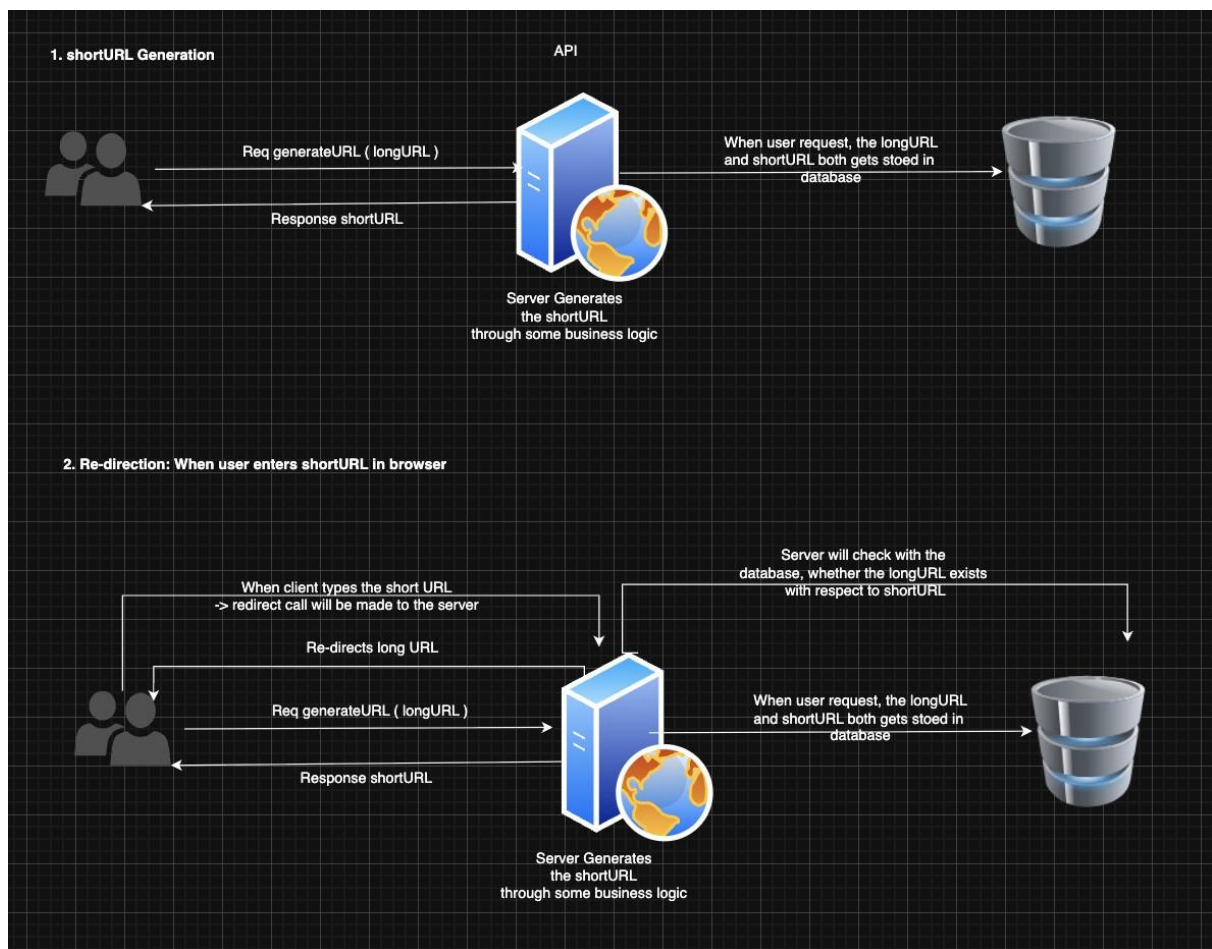 1. shortURL Generation
API
Req generateURL ( longURL )
Response shortURL
When user request, the longURL
and shortURL both gets stoed in
database
Server Generates
the shortURL
through some business logic
2. Re-direction: When user enters shortURL in browser
When client types the short URL
-> redirect call will be made to the server
Server will check with the
database, whether the longURL exists
with respect to shortURL
Re-directs long URL
Req generateURL ( longURL )
Response shortURL
When user request, the longURL
and shortURL both gets stoed in
database
Server Generates
the shortURL
through some business logic